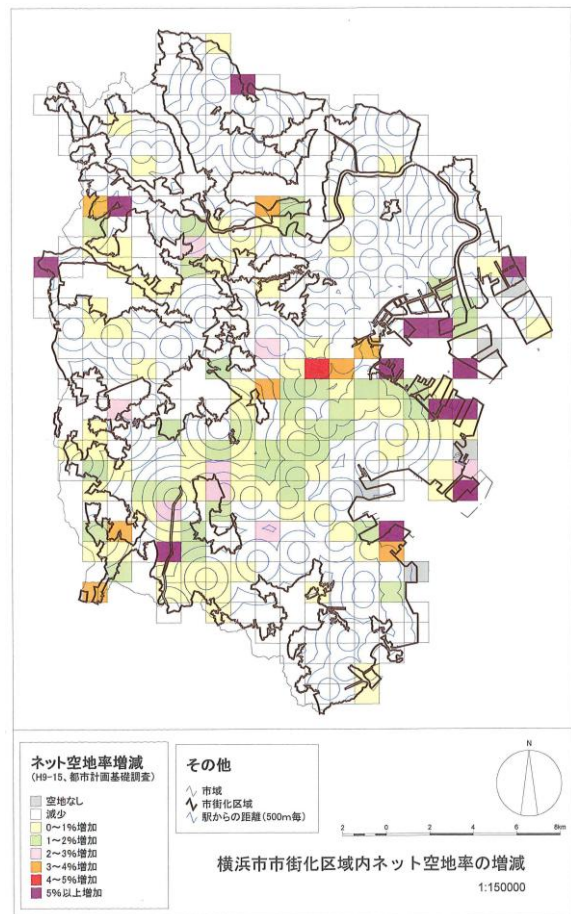 N
ネット空地率増減
(H9-15、都市計画基礎調査)
空地なし
減少
0～1%増加
1～2%増加
2～3%増加
3～4%増加
4～5%増加
5%以上増加
その他
市域
市街化区域
駅からの距離(500m毎)
2 0 2 4 6 8km
横浜市市街化区域内ネット空地率の増減
1:150000